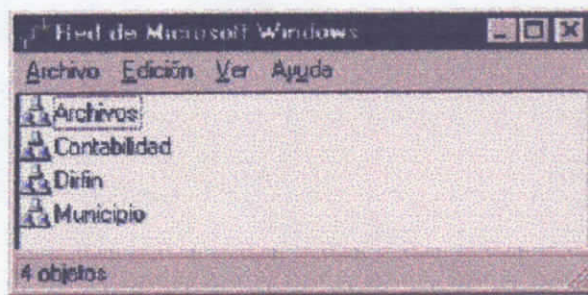 Red de Microsoft Windows
Archivo Edición Ver Ayuda
Archivos
Contabilidad
Dirfin
Municipio
4 objetos